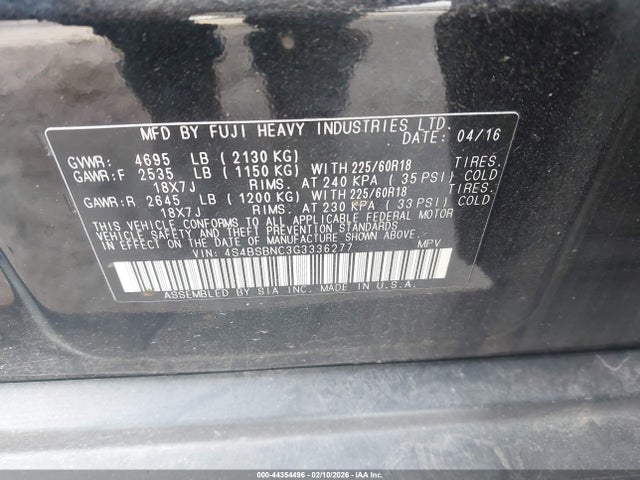 MFD BY FUJI HEAVY INDUSTRIES LTD.
DATE: 04/16
GVWR: 4695 LB (2130 KG)
GAWR:F 2535 LB (1150 KG) WITH 225/60R18 TIRES.
18X7J RIMS. AT 240 KPA (35 PSI) COLD
GAWR:R 2645 LB (1200 KG) WITH 225/60R18 TIRES.
18X7J RIMS. AT 230 KPA (33 PSI) COLD
THIS VEHICLE CONFORMS TO ALL APPLICABLE FEDERAL MOTOR
VEHICLE SAFETY AND THEFT PREVENTION STANDARDS IN EFFECT
ON THE DATE OF MANUFACTURE SHOWN ABOVE.
VIN: 4S4BSBNC3G3336277 MPV
ASSEMBLED BY SIA INC. MADE IN U.S.A.
000-44354496 - 02/10/2026 - IAAI.COM